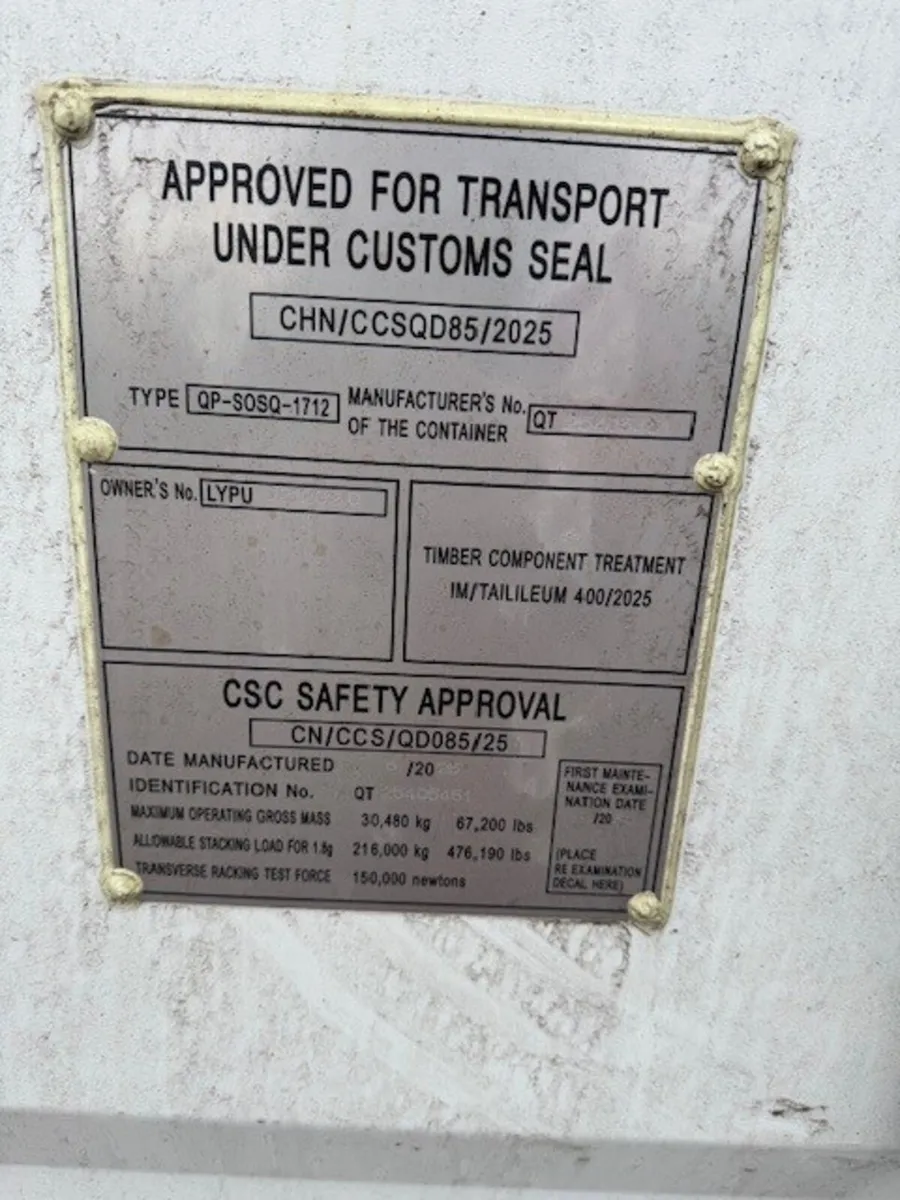 APPROVED FOR TRANSPORT
UNDER CUSTOMS SEAL
CHN/CCSQD85/2025
TYPE QP-SOSQ-1712 MANUFACTURER'S No. QT
OF THE CONTAINER
OWNER'S No. LYPU
TIMBER COMPONENT TREATMENT
IM/TAILILEUM 400/2025
CSC SAFETY APPROVAL
CN/CCS/QD085/25
DATE MANUFACTURED /20
IDENTIFICATION No. QT
MAXIMUM OPERATING GROSS MASS 30,480 kg 67,200 lbs
ALLOWABLE STACKING LOAD FOR 1.8g 216,000 kg 476,190 lbs
TRANSVERSE RACKING TEST FORCE 150,000 newtons
FIRST MAINTE-
NANCE EXAMI-
NATION DATE
/20
(PLACE
RE EXAMINATION
DECAL HERE)